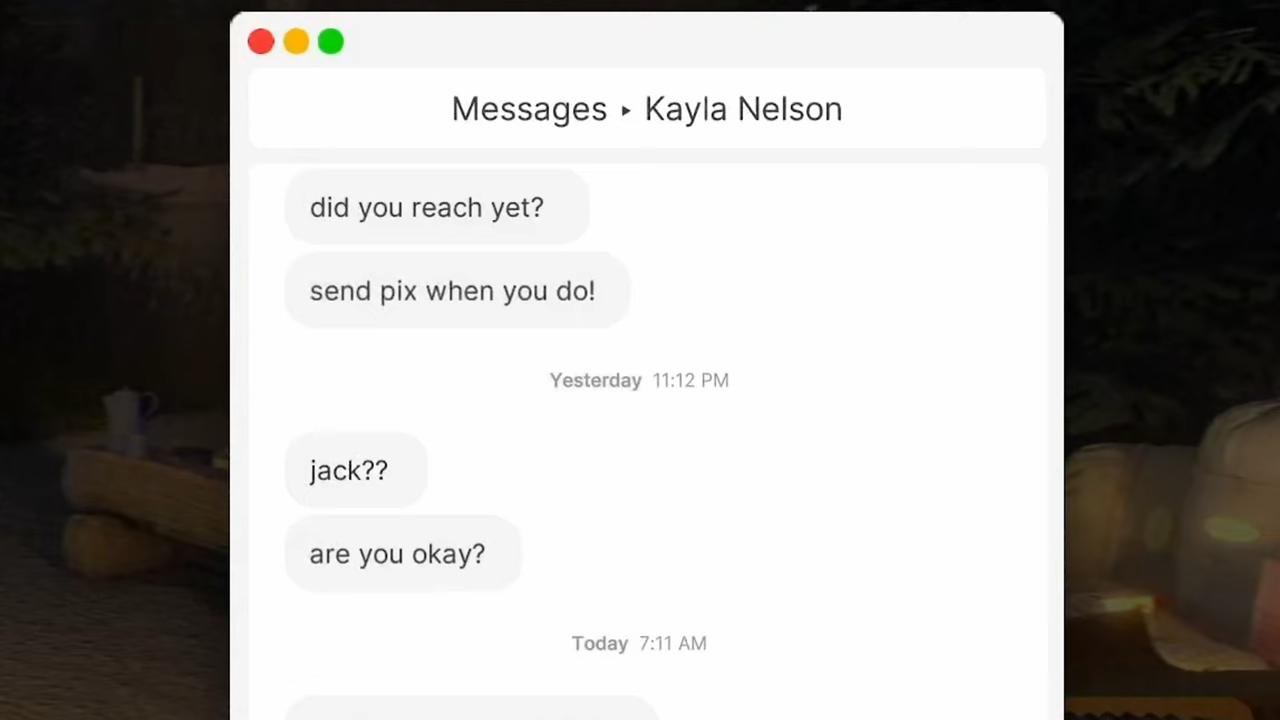 Messages ▸ Kayla Nelson
did you reach yet?
send pix when you do!
Yesterday 11:12 PM
jack??
are you okay?
Today 7:11 AM